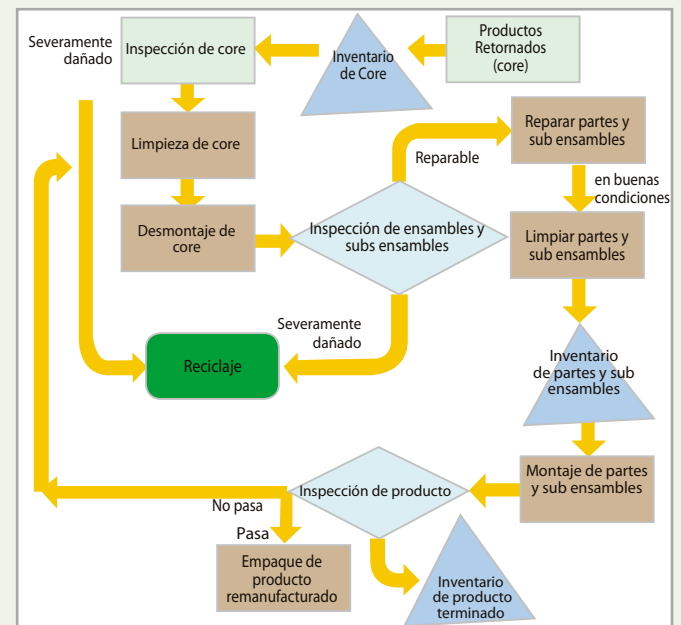 Severamente
dañado
Inspección de core
Inventario
de Core
Productos
Retornados
(core)
Limpieza de core
Reparable
Reparar partes y
sub ensambles
en buenas
condiciones
Desmontaje de
core
Inspección de ensambles y
subs ensambles
Limpiar partes y
sub ensambles
Severamente
dañado
Reciclaje
Inventario
de partes y sub
ensambles
Montaje de partes
y sub ensambles
Inspección de producto
No pasa
Pasa
Empaque de
producto
remanufacturado
Inventario
de producto
terminado